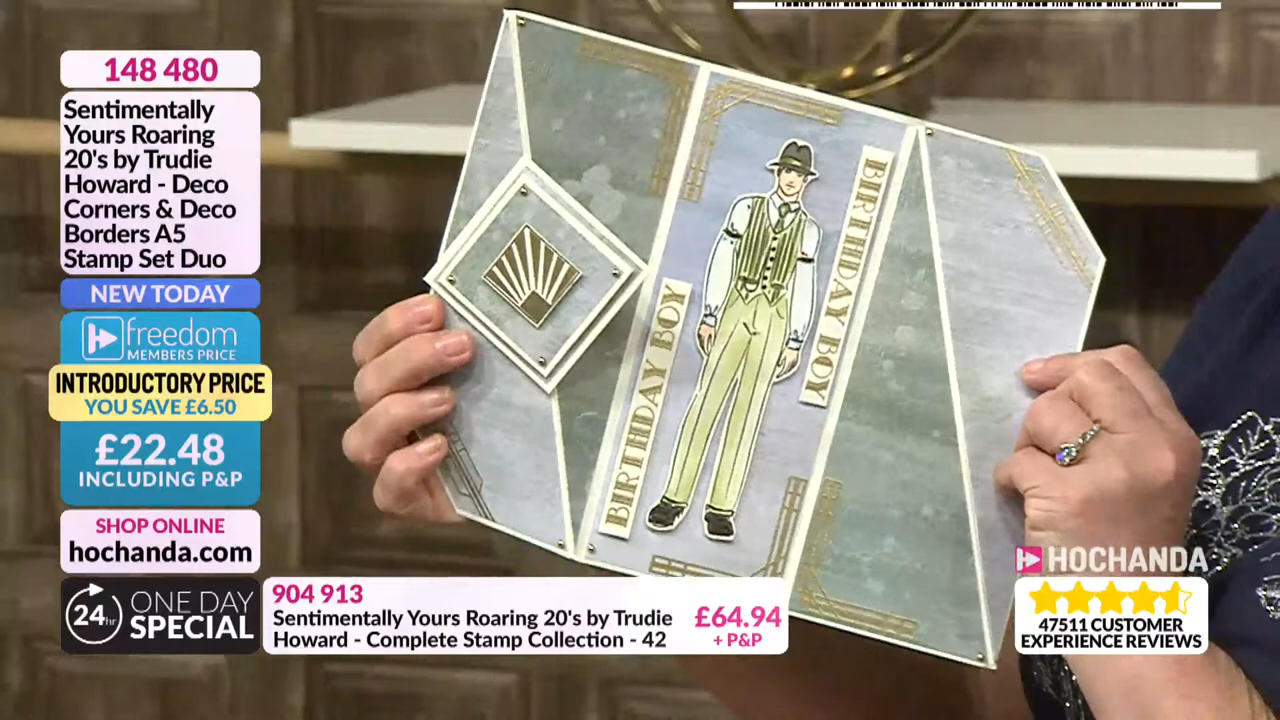 148 480
Sentimentally
Yours Roaring
20's by Trudie
Howard - Deco
Corners & Deco
Borders A5
Stamp Set Duo
NEW TODAY
freedom
MEMBERS PRICE
INTRODUCTORY PRICE
YOU SAVE £6.50
£22.48
INCLUDING P&P
SHOP ONLINE
hochanda.com
24hr
ONE DAY
SPECIAL
904 913
Sentimentally Yours Roaring 20's by Trudie
Howard - Complete Stamp Collection - 42
£64.94
+ P&P
BIRTHDAY BOY
BIRTHDAY BOY
HOCHANDA
47511 CUSTOMER
EXPERIENCE REVIEWS